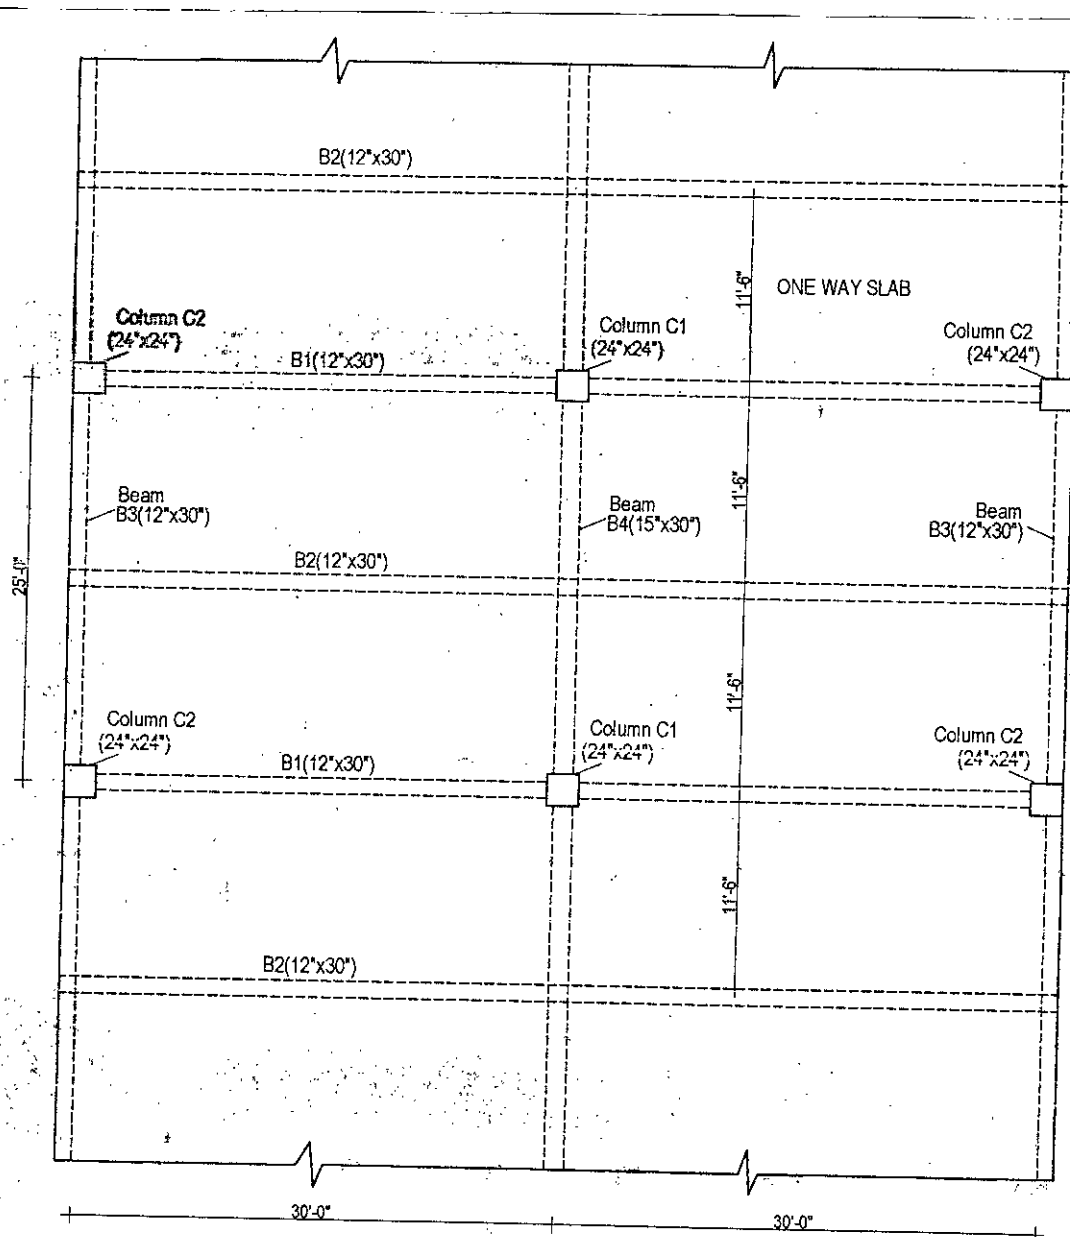 B2(12"x30")
11'-6"
ONE WAY SLAB
Column C2
(24"x24")
Column C1
(24"x24")
Column C2
(24"x24")
B1(12"x30")
11'-6"
Beam
B3(12"x30")
Beam
B4(15"x30")
Beam
B3(12"x30")
25'-0"
B2(12"x30")
11'-6"
Column C2
(24"x24")
Column C1
(24"x24")
Column C2
(24"x24")
B1(12"x30")
11'-6"
B2(12"x30")
30'-0"
30'-0"